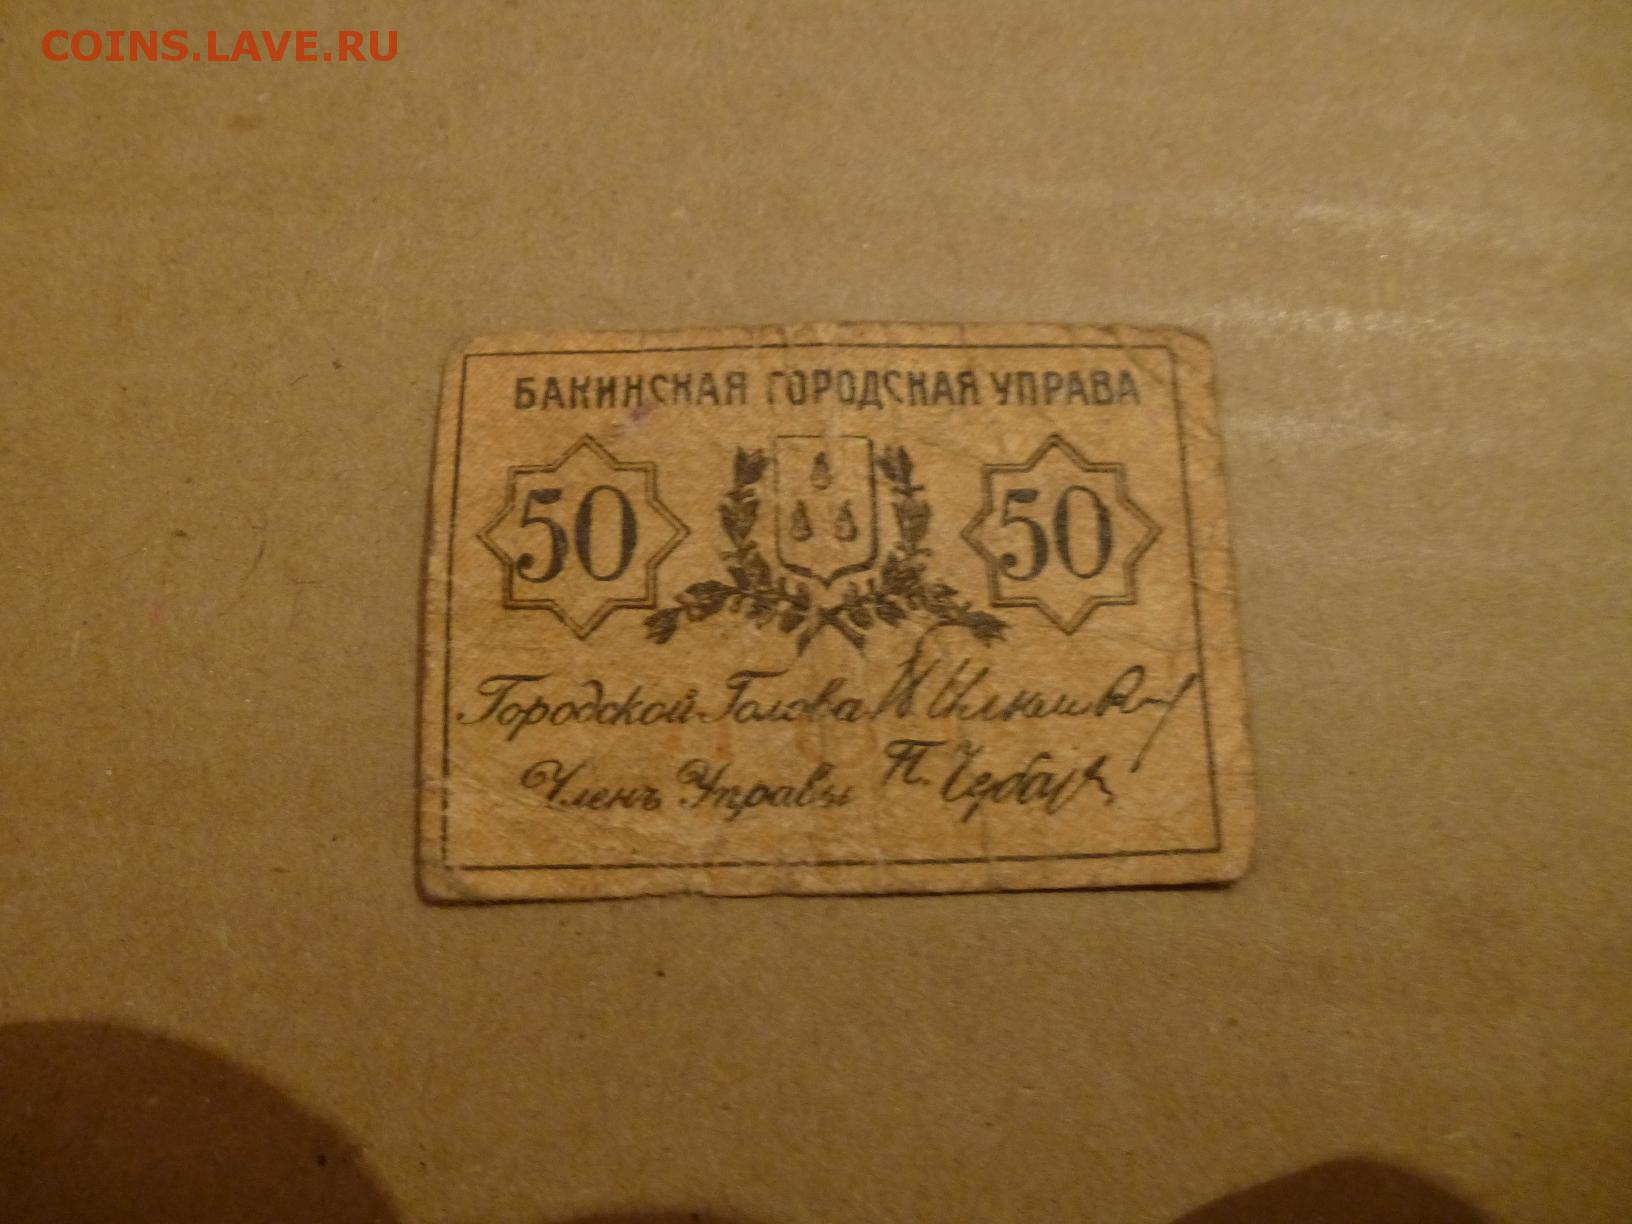 COINS.LAVE.RU
БАКИНСКАЯ ГОРОДСКАЯ УПРАВА
50 50
Городской Голова
Членъ Управы П.